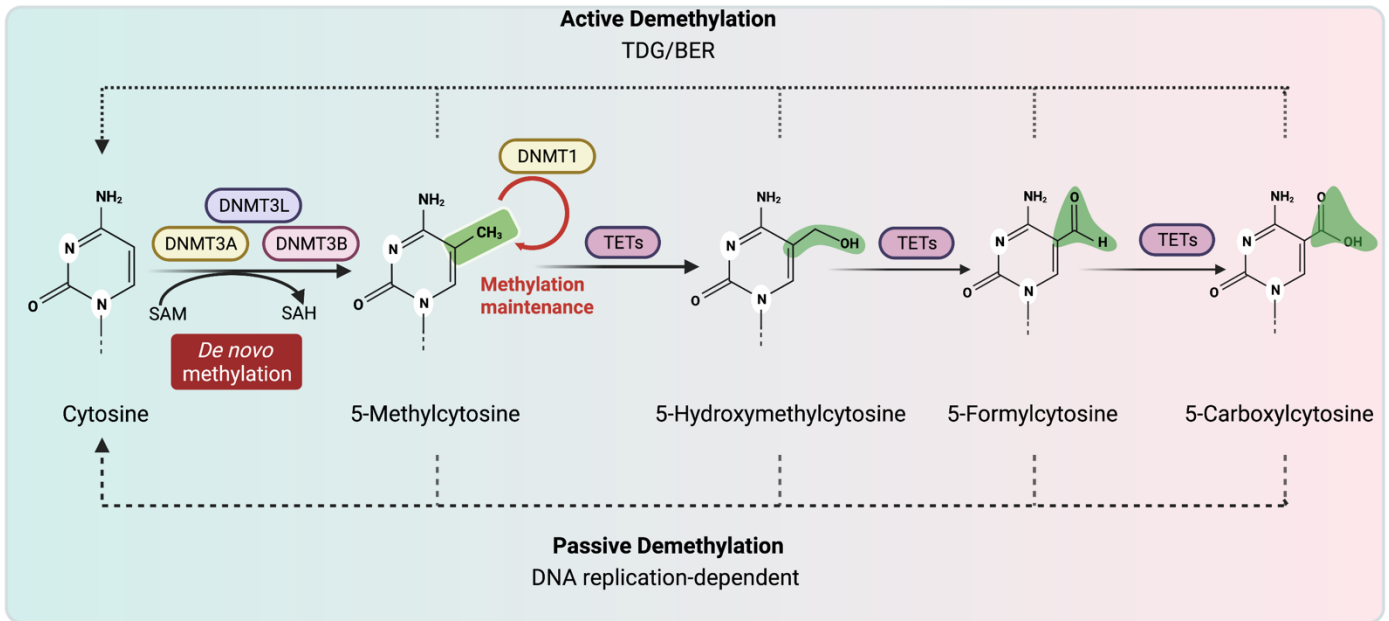 Active Demethylation
TDG/BER
DNMT1
DNMT3L
DNMT3A
DNMT3B
SAM
SAH
De novo
methylation
Methylation
maintenance
TETs
TETs
TETs
NH₂
N
O
N
NH₂
CH₃
N
O
N
NH₂
OH
N
O
N
NH₂
O
H
N
O
N
NH₂
O
OH
N
O
N
Cytosine
5-Methylcytosine
5-Hydroxymethylcytosine
5-Formylcytosine
5-Carboxylcytosine
Passive Demethylation
DNA replication-dependent